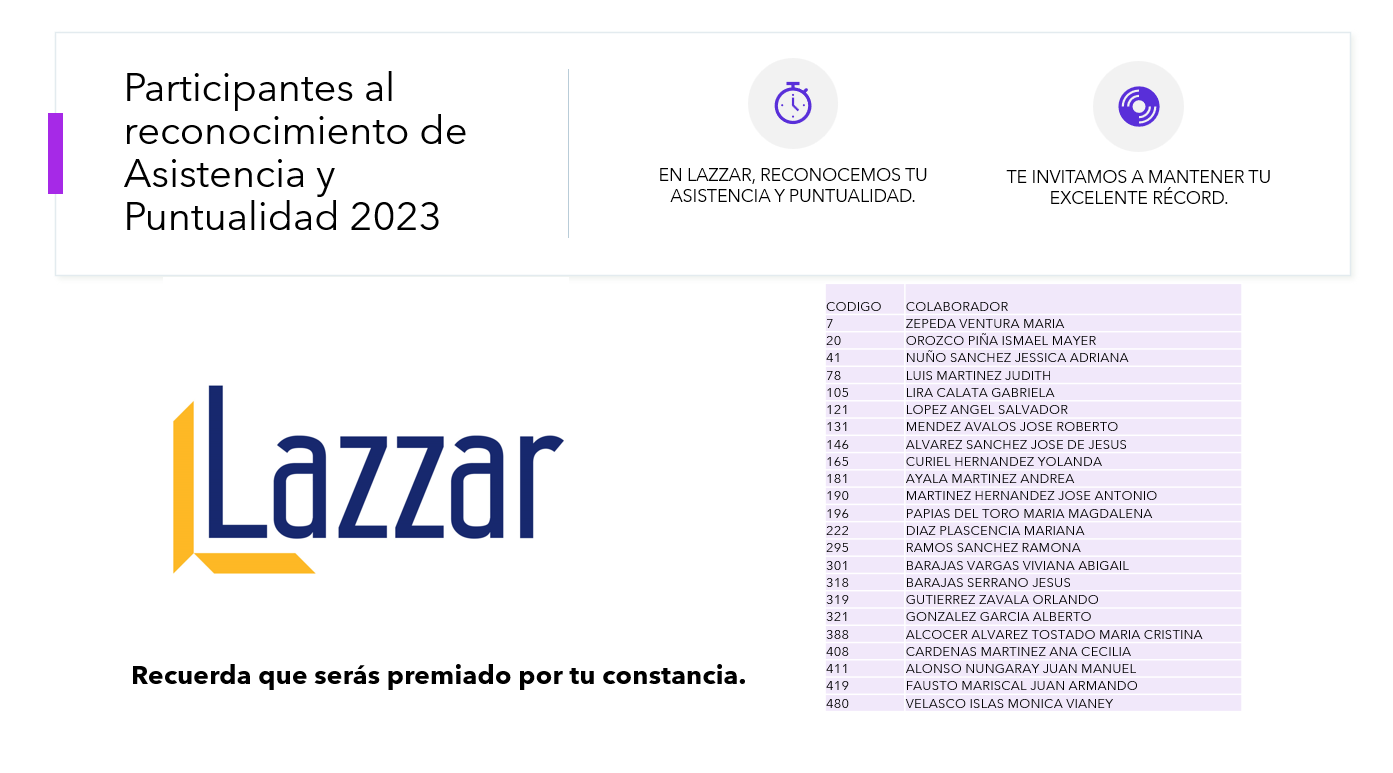 Participantes al
reconocimiento de
Asistencia y
Puntualidad 2023
EN LAZZAR, RECONOCEMOS TU
ASISTENCIA Y PUNTUALIDAD.
TE INVITAMOS A MANTENER TU
EXCELENTE RÉCORD.
Lazzar
Recuerda que serás premiado por tu constancia.
CODIGO COLABORADOR
7 ZEPEDA VENTURA MARIA
20 OROZCO PIÑA ISMAEL MAYER
41 NUÑO SANCHEZ JESSICA ADRIANA
78 LUIS MARTINEZ JUDITH
105 LIRA CALATA GABRIELA
121 LOPEZ ANGEL SALVADOR
131 MENDEZ AVALOS JOSE ROBERTO
146 ALVAREZ SANCHEZ JOSE DE JESUS
165 CURIEL HERNANDEZ YOLANDA
181 AYALA MARTINEZ ANDREA
190 MARTINEZ HERNANDEZ JOSE ANTONIO
196 PAPIAS DEL TORO MARIA MAGDALENA
222 DIAZ PLASCENCIA MARIANA
295 RAMOS SANCHEZ RAMONA
301 BARAJAS VARGAS VIVIANA ABIGAIL
318 BARAJAS SERRANO JESUS
319 GUTIERREZ ZAVALA ORLANDO
321 GONZALEZ GARCIA ALBERTO
388 ALCOCER ALVAREZ TOSTADO MARIA CRISTINA
408 CARDENAS MARTINEZ ANA CECILIA
411 ALONSO NUNGARAY JUAN MANUEL
419 FAUSTO MARISCAL JUAN ARMANDO
480 VELASCO ISLAS MONICA VIANEY